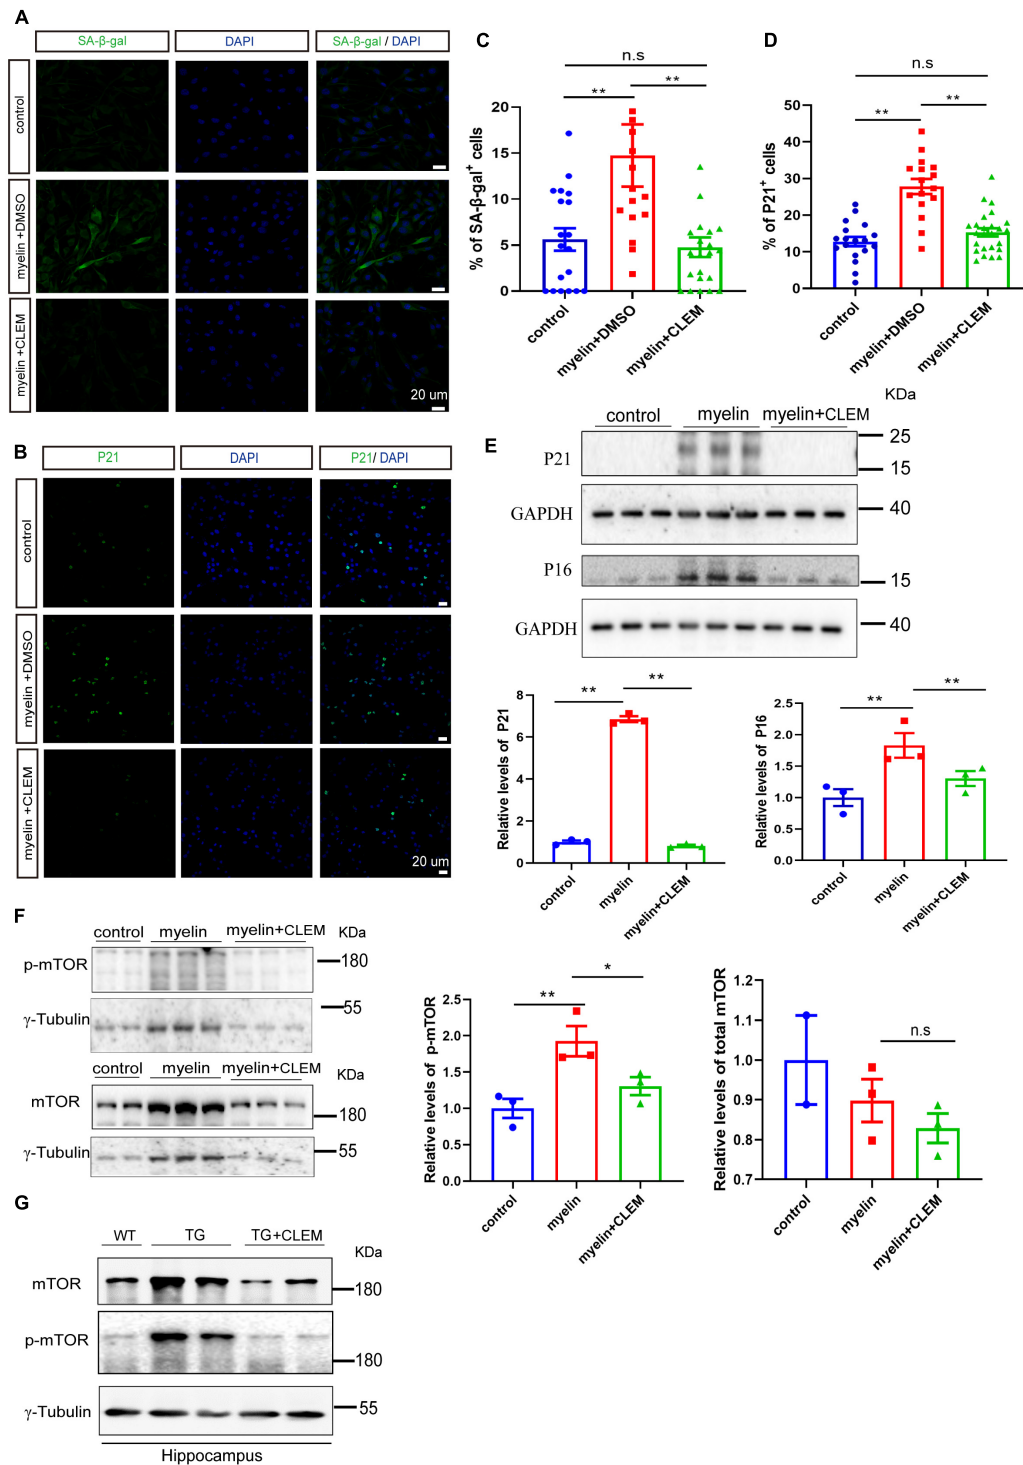 A
SA-β-gal
DAPI
SA-β-gal / DAPI
control
myelin +DMSO
myelin +CLEM
20 um
B
P21
DAPI
P21/ DAPI
control
myelin +DMSO
myelin +CLEM
20 um
C
n.s
**
**
% of SA-β-gal⁺ cells
20
15
10
5
0
control
myelin+DMSO
myelin+CLEM
D
n.s
**
**
% of P21⁺ cells
50
40
30
20
10
0
control
myelin+DMSO
myelin+CLEM
E
KDa
control
myelin
myelin+CLEM
P21
25
15
GAPDH
40
P16
15
GAPDH
40
**
**
Relative levels of P21
8
6
4
2
0
control
myelin
myelin+CLEM
**
**
Relative levels of P16
2.5
2.0
1.5
1.0
0.5
0.0
control
myelin
myelin+CLEM
F
control
myelin
myelin+CLEM
KDa
p-mTOR
180
γ-Tubulin
55
control
myelin
myelin+CLEM
KDa
mTOR
180
γ-Tubulin
55
**
*
Relative levels of p-mTOR
2.5
2.0
1.5
1.0
0.5
0.0
control
myelin
myelin+CLEM
n.s
Relative levels of total mTOR
1.2
1.1
1.0
0.9
0.8
0.7
control
myelin
myelin+CLEM
G
WT
TG
TG+CLEM
KDa
mTOR
180
p-mTOR
180
γ-Tubulin
55
Hippocampus